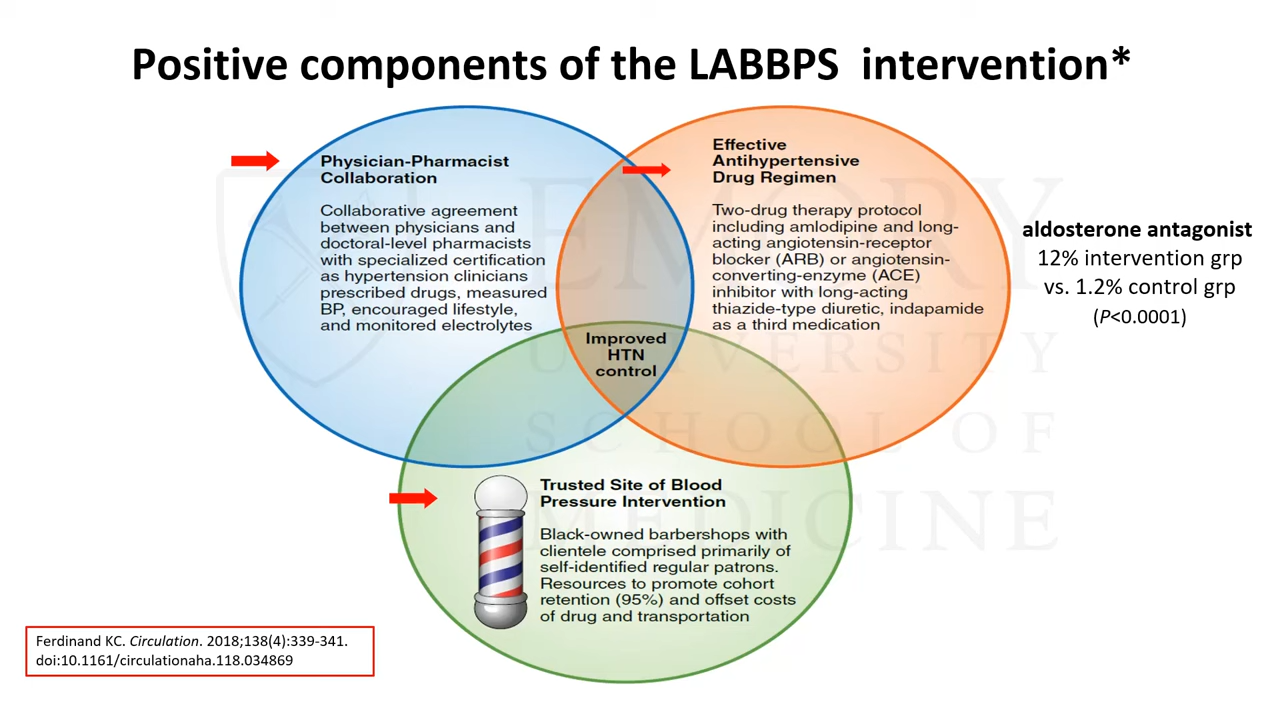 Positive components of the LABBPS intervention*
Physician-Pharmacist
Collaboration
Collaborative agreement
between physicians and
doctoral-level pharmacists
with specialized certification
as hypertension clinicians
prescribed drugs, measured
BP, encouraged lifestyle,
and monitored electrolytes
Effective
Antihypertensive
Drug Regimen
Two-drug therapy protocol
including amlodipine and long-
acting angiotensin-receptor
blocker (ARB) or angiotensin-
converting-enzyme (ACE)
inhibitor with long-acting
thiazide-type diuretic, indapamide
as a third medication
aldosterone antagonist
12% intervention grp
vs. 1.2% control grp
(P<0.0001)
Improved
HTN
control
Trusted Site of Blood
Pressure Intervention
Black-owned barbershops with
clientele comprised primarily of
self-identified regular patrons.
Resources to promote cohort
retention (95%) and offset costs
of drug and transportation
Ferdinand KC. Circulation. 2018;138(4):339-341.
doi:10.1161/circulationaha.118.034869
EMORY
UNIVERSITY
SCHOOL OF
MEDICINE